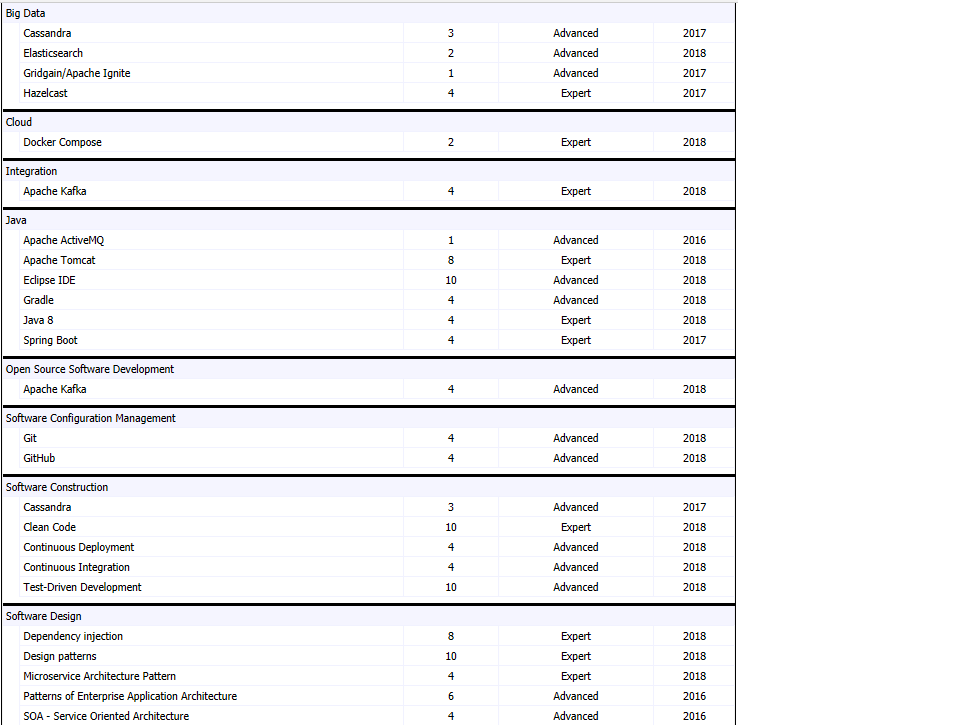 Big Data
Cassandra 3 Advanced 2017
Elasticsearch 2 Advanced 2018
Gridgain/Apache Ignite 1 Advanced 2017
Hazelcast 4 Expert 2017
Cloud
Docker Compose 2 Expert 2018
Integration
Apache Kafka 4 Expert 2018
Java
Apache ActiveMQ 1 Advanced 2016
Apache Tomcat 8 Expert 2018
Eclipse IDE 10 Advanced 2018
Gradle 4 Advanced 2018
Java 8 4 Expert 2018
Spring Boot 4 Expert 2017
Open Source Software Development
Apache Kafka 4 Advanced 2018
Software Configuration Management
Git 4 Advanced 2018
GitHub 4 Advanced 2018
Software Construction
Cassandra 3 Advanced 2017
Clean Code 10 Expert 2018
Continuous Deployment 4 Advanced 2018
Continuous Integration 4 Advanced 2018
Test-Driven Development 10 Advanced 2018
Software Design
Dependency injection 8 Expert 2018
Design patterns 10 Expert 2018
Microservice Architecture Pattern 4 Expert 2018
Patterns of Enterprise Application Architecture 6 Advanced 2016
SOA - Service Oriented Architecture 4 Advanced 2016